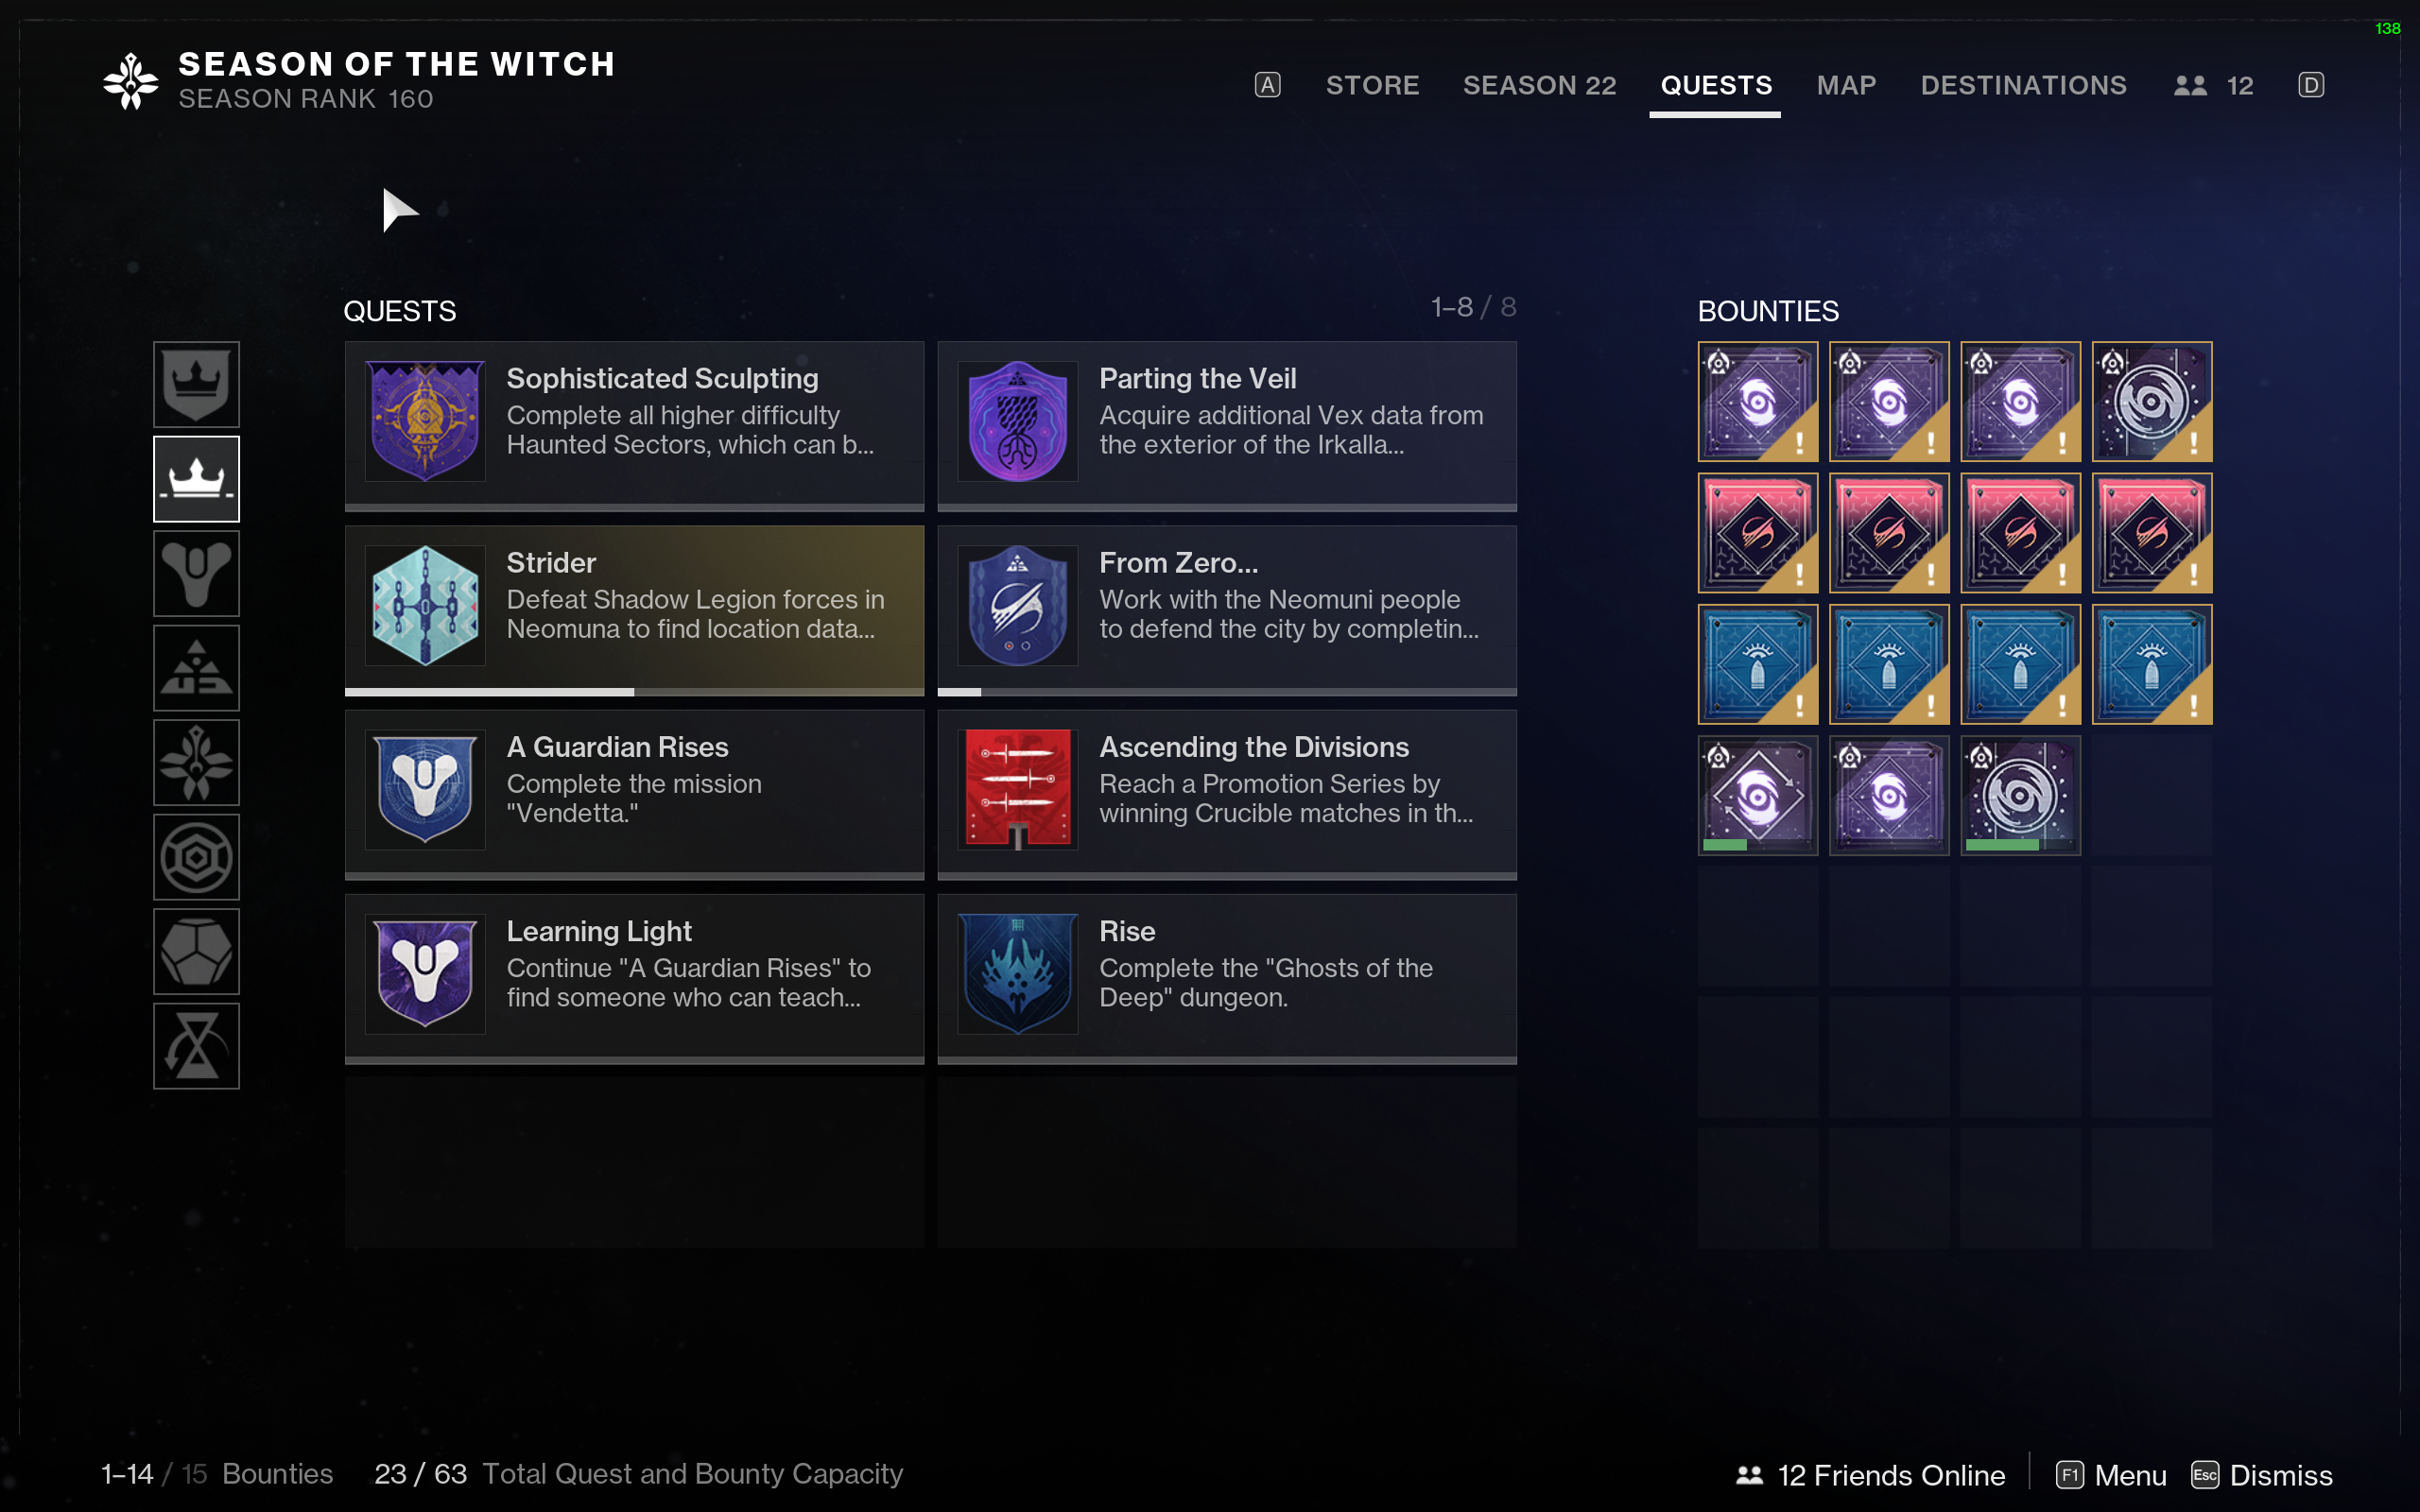 138
SEASON OF THE WITCH
SEASON RANK 160
A STORE SEASON 22 QUESTS MAP DESTINATIONS 12 D
QUESTS
1–8 / 8
Sophisticated Sculpting
Complete all higher difficulty
Haunted Sectors, which can b...
Parting the Veil
Acquire additional Vex data from
the exterior of the Irkalla...
Strider
Defeat Shadow Legion forces in
Neomuna to find location data...
From Zero...
Work with the Neomuni people
to defend the city by completin...
A Guardian Rises
Complete the mission
"Vendetta."
Ascending the Divisions
Reach a Promotion Series by
winning Crucible matches in th...
Learning Light
Continue "A Guardian Rises" to
find someone who can teach...
Rise
Complete the "Ghosts of the
Deep" dungeon.
BOUNTIES
1–14 / 15 Bounties 23 / 63 Total Quest and Bounty Capacity
12 Friends Online F1 Menu Esc Dismiss